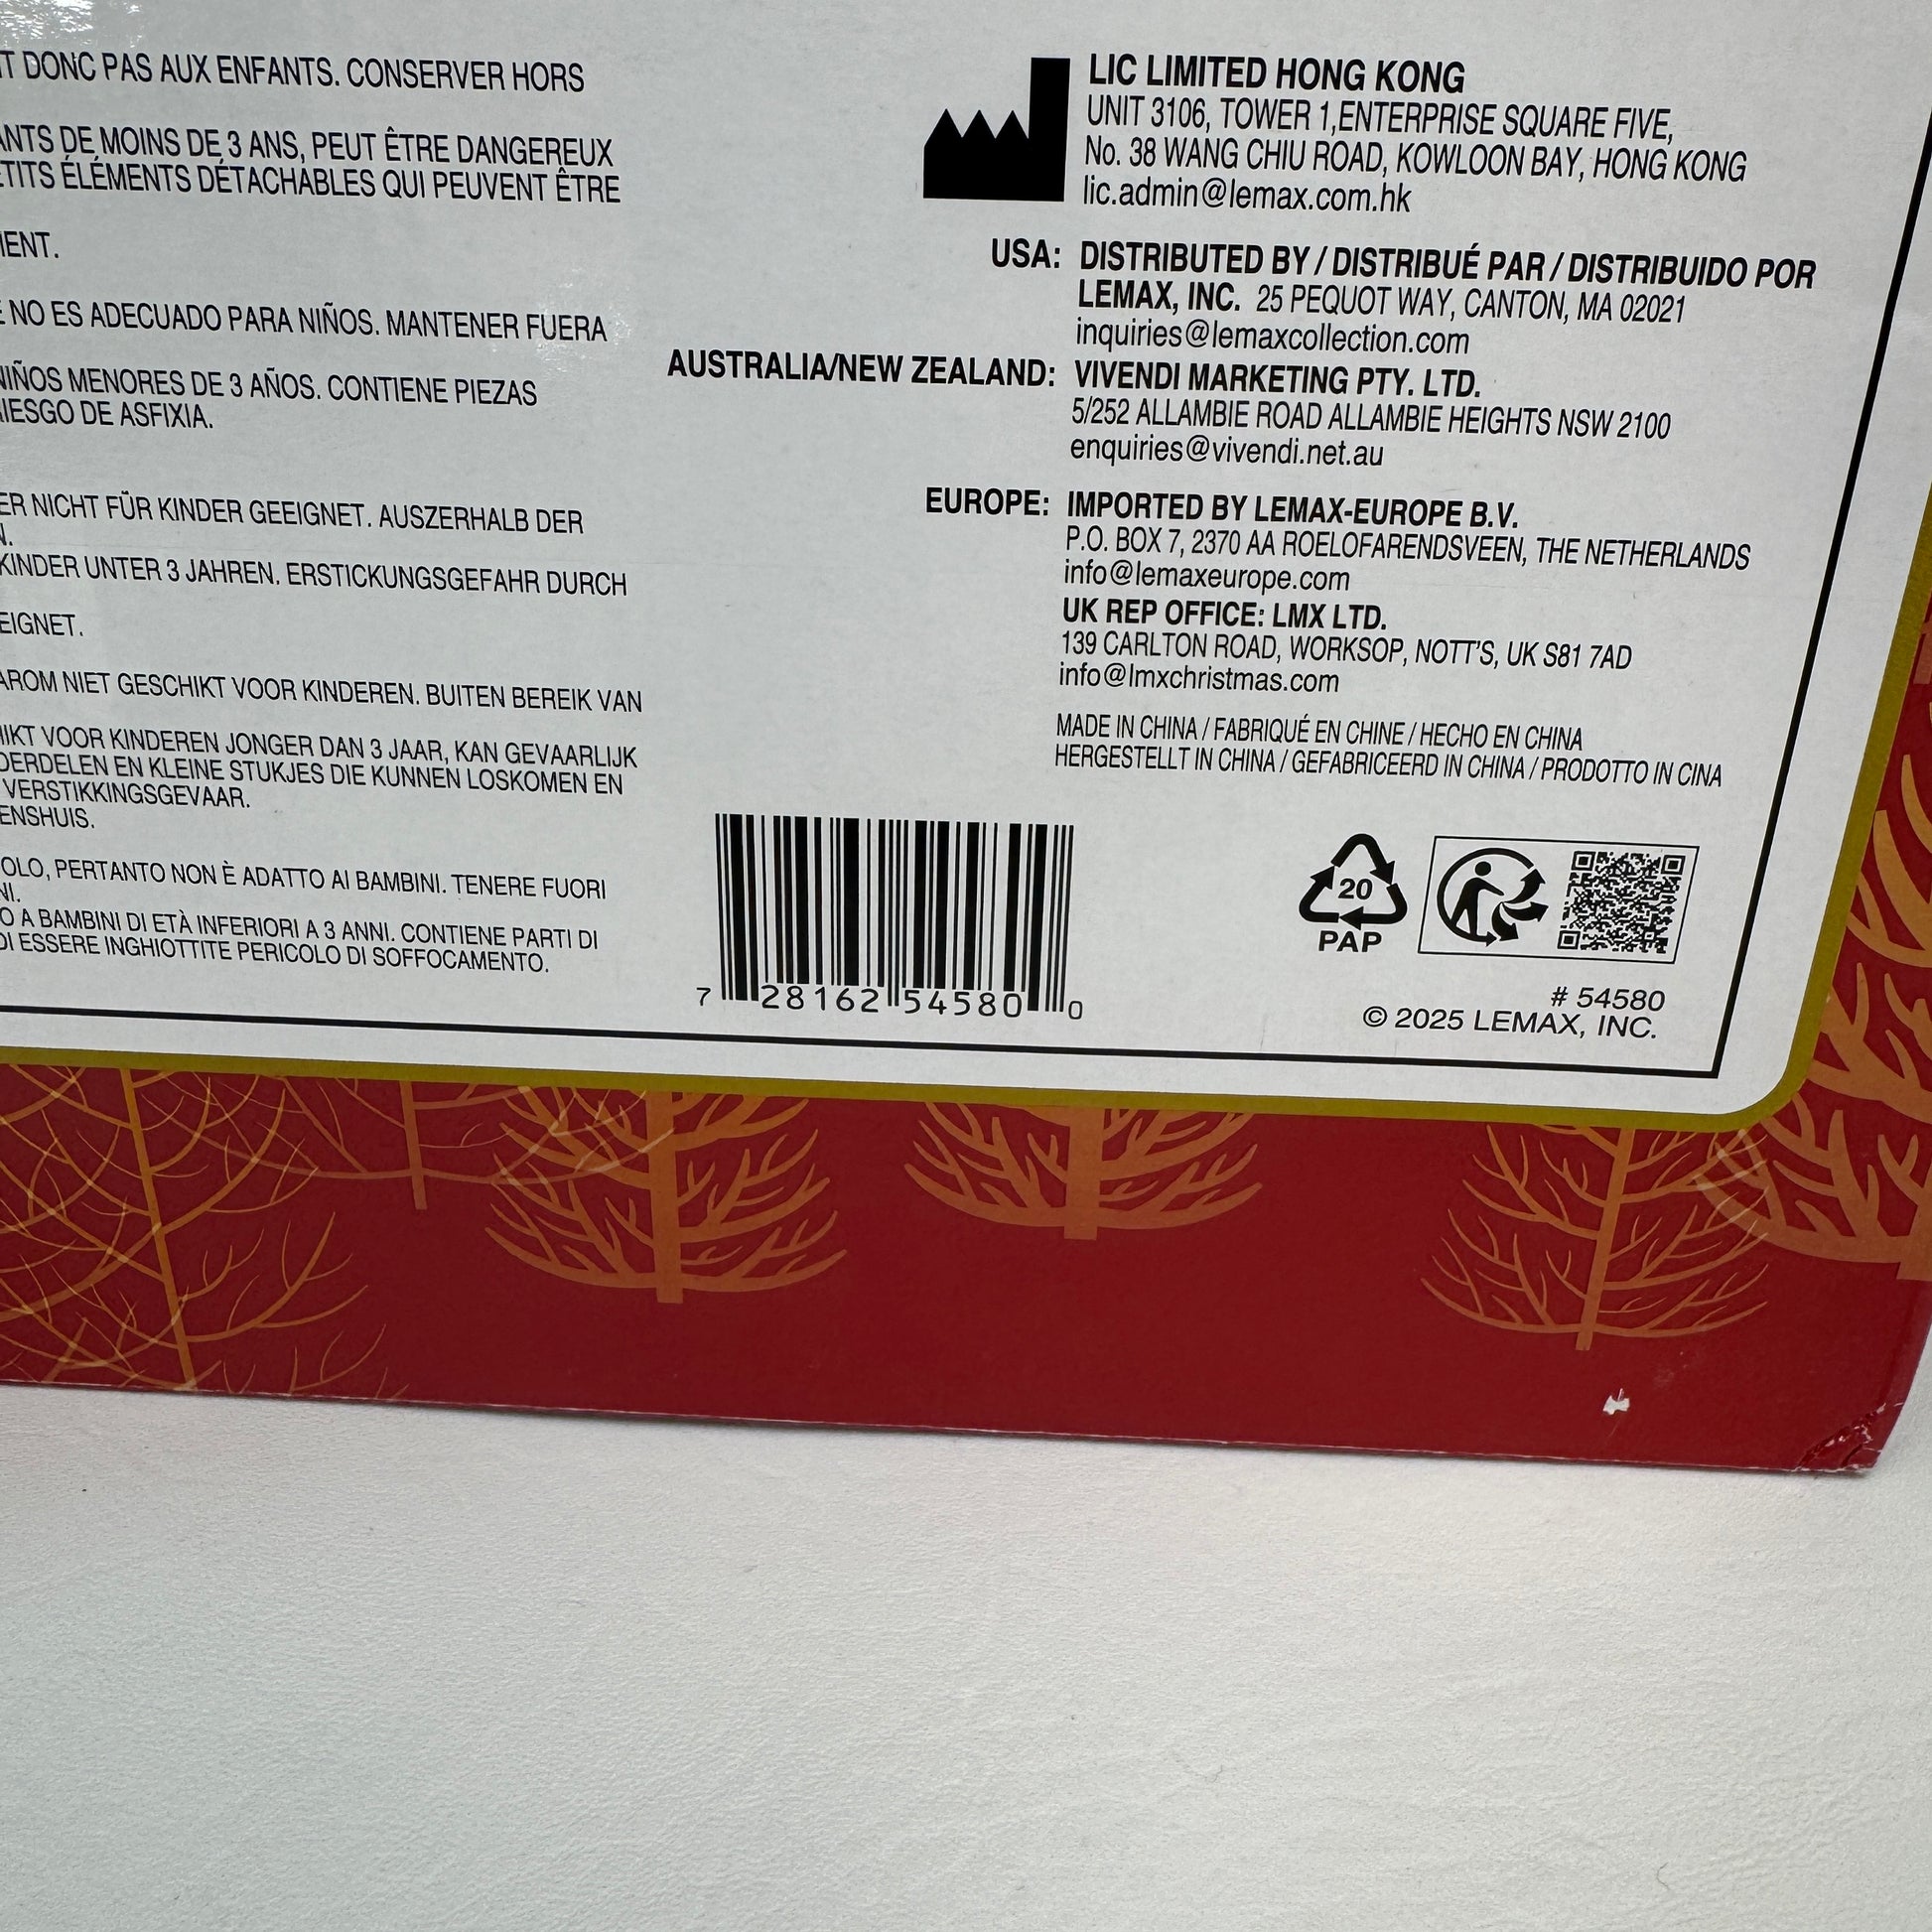 T DONC PAS AUX ENFANTS. CONSERVER HORS
ANTS DE MOINS DE 3 ANS, PEUT ÊTRE DANGEREUX
TITS ÉLÉMENTS DÉTACHABLES QUI PEUVENT ÊTRE
MENT.
E NO ES ADECUADO PARA NIÑOS. MANTENER FUERA
NIÑOS MENORES DE 3 AÑOS. CONTIENE PIEZAS
RIESGO DE ASFIXIA.
ER NICHT FÜR KINDER GEEIGNET. AUSZERHALB DER
N.
KINDER UNTER 3 JAHREN. ERSTICKUNGSGEFAHR DURCH
EIGNET.
AROM NIET GESCHIKT VOOR KINDEREN. BUITEN BEREIK VAN
HIKT VOOR KINDEREN JONGER DAN 3 JAAR, KAN GEVAARLIJK
DERDELEN EN KLEINE STUKJES DIE KUNNEN LOSKOMEN EN
VERSTIKKINGSGEVAAR.
ENSHUIS.
OLO, PERTANTO NON È ADATTO AI BAMBINI. TENERE FUORI
NI.
O A BAMBINI DI ETÀ INFERIORI A 3 ANNI. CONTIENE PARTI DI
DI ESSERE INGHIOTTITE PERICOLO DI SOFFOCAMENTO.
LIC LIMITED HONG KONG
UNIT 3106, TOWER 1,ENTERPRISE SQUARE FIVE,
No. 38 WANG CHIU ROAD, KOWLOON BAY, HONG KONG
lic.admin@lemax.com.hk
USA: DISTRIBUTED BY / DISTRIBUÉ PAR / DISTRIBUIDO POR
LEMAX, INC. 25 PEQUOT WAY, CANTON, MA 02021
inquiries@lemaxcollection.com
AUSTRALIA/NEW ZEALAND: VIVENDI MARKETING PTY. LTD.
5/252 ALLAMBIE ROAD ALLAMBIE HEIGHTS NSW 2100
enquiries@vivendi.net.au
EUROPE: IMPORTED BY LEMAX-EUROPE B.V.
P.O. BOX 7, 2370 AA ROELOFARENDSVEEN, THE NETHERLANDS
info@lemaxeurope.com
UK REP OFFICE: LMX LTD.
139 CARLTON ROAD, WORKSOP, NOTT'S, UK S81 7AD
info@lmxchristmas.com
MADE IN CHINA / FABRIQUÉ EN CHINE / HECHO EN CHINA
HERGESTELLT IN CHINA / GEFABRICEERD IN CHINA / PRODOTTO IN CINA
7 28162 54580 0
20
PAP
# 54580
© 2025 LEMAX, INC.